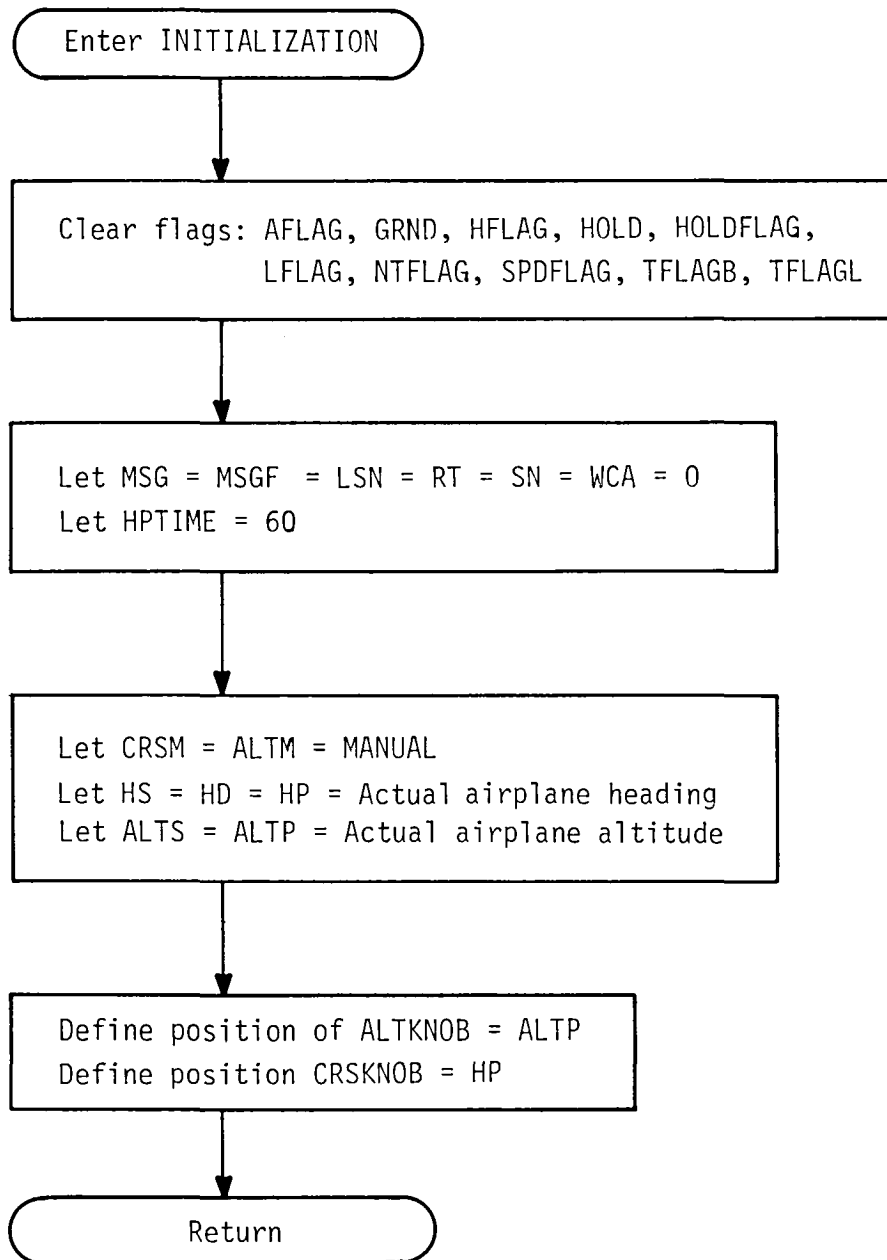 Enter INITIALIZATION
Clear flags: AFLAG, GRND, HFLAG, HOLD, HOLDFLAG,
LFLAG, NTFLAG, SPDFLAG, TFLAGB, TFLAGL
Let MSG = MSGF = LSN = RT = SN = WCA = 0
Let HPTIME = 60
Let CRSM = ALTM = MANUAL
Let HS = HD = HP = Actual airplane heading
Let ALTS = ALTP = Actual airplane altitude
Define position of ALTKNOB = ALTP
Define position CRSKNOB = HP
Return